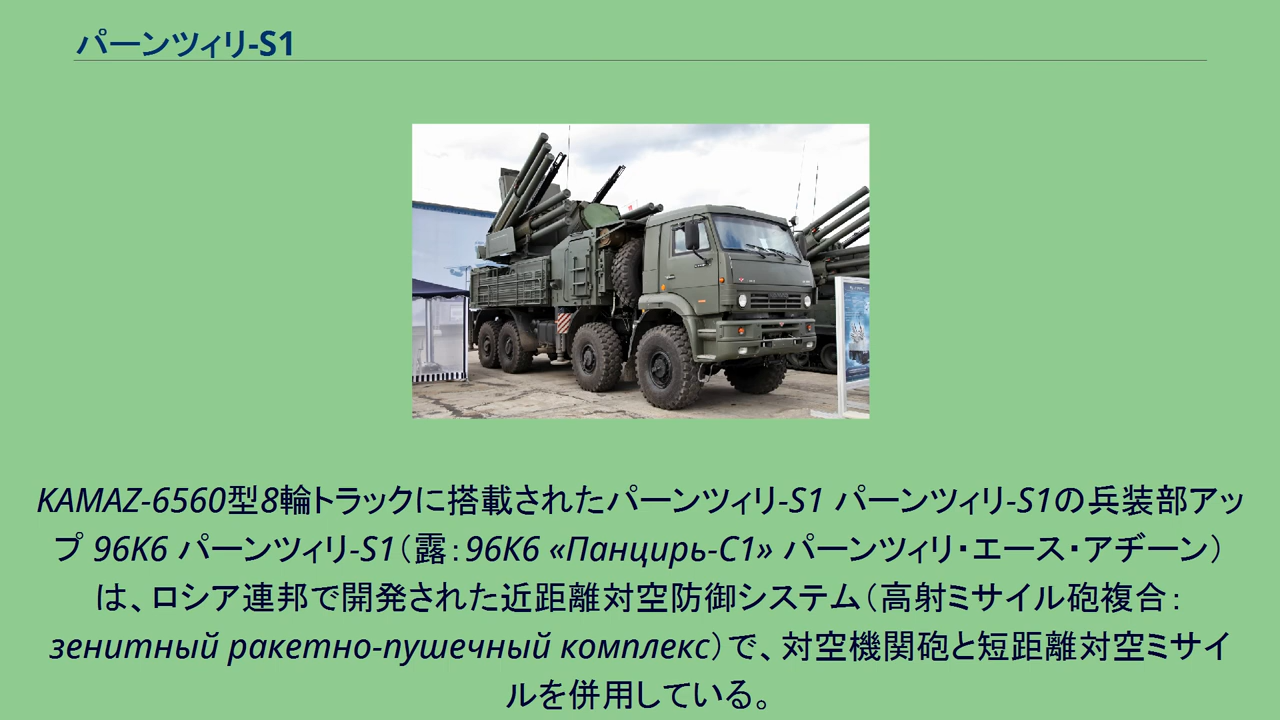 パーンツィリ-S1
KAMAZ-6560型8輪トラックに搭載されたパーンツィリ-S1 パーンツィリ-S1の兵装部アッ
プ 96K6 パーンツィリ-S1（露：96К6 «Панцирь-С1» パーンツィリ・エース・アヂーン）
は、ロシア連邦で開発された近距離対空防御システム（高射ミサイル砲複合：
зенитный ракетно-пушечный комплекс）で、対空機関砲と短距離対空ミサイ
ルを併用している。